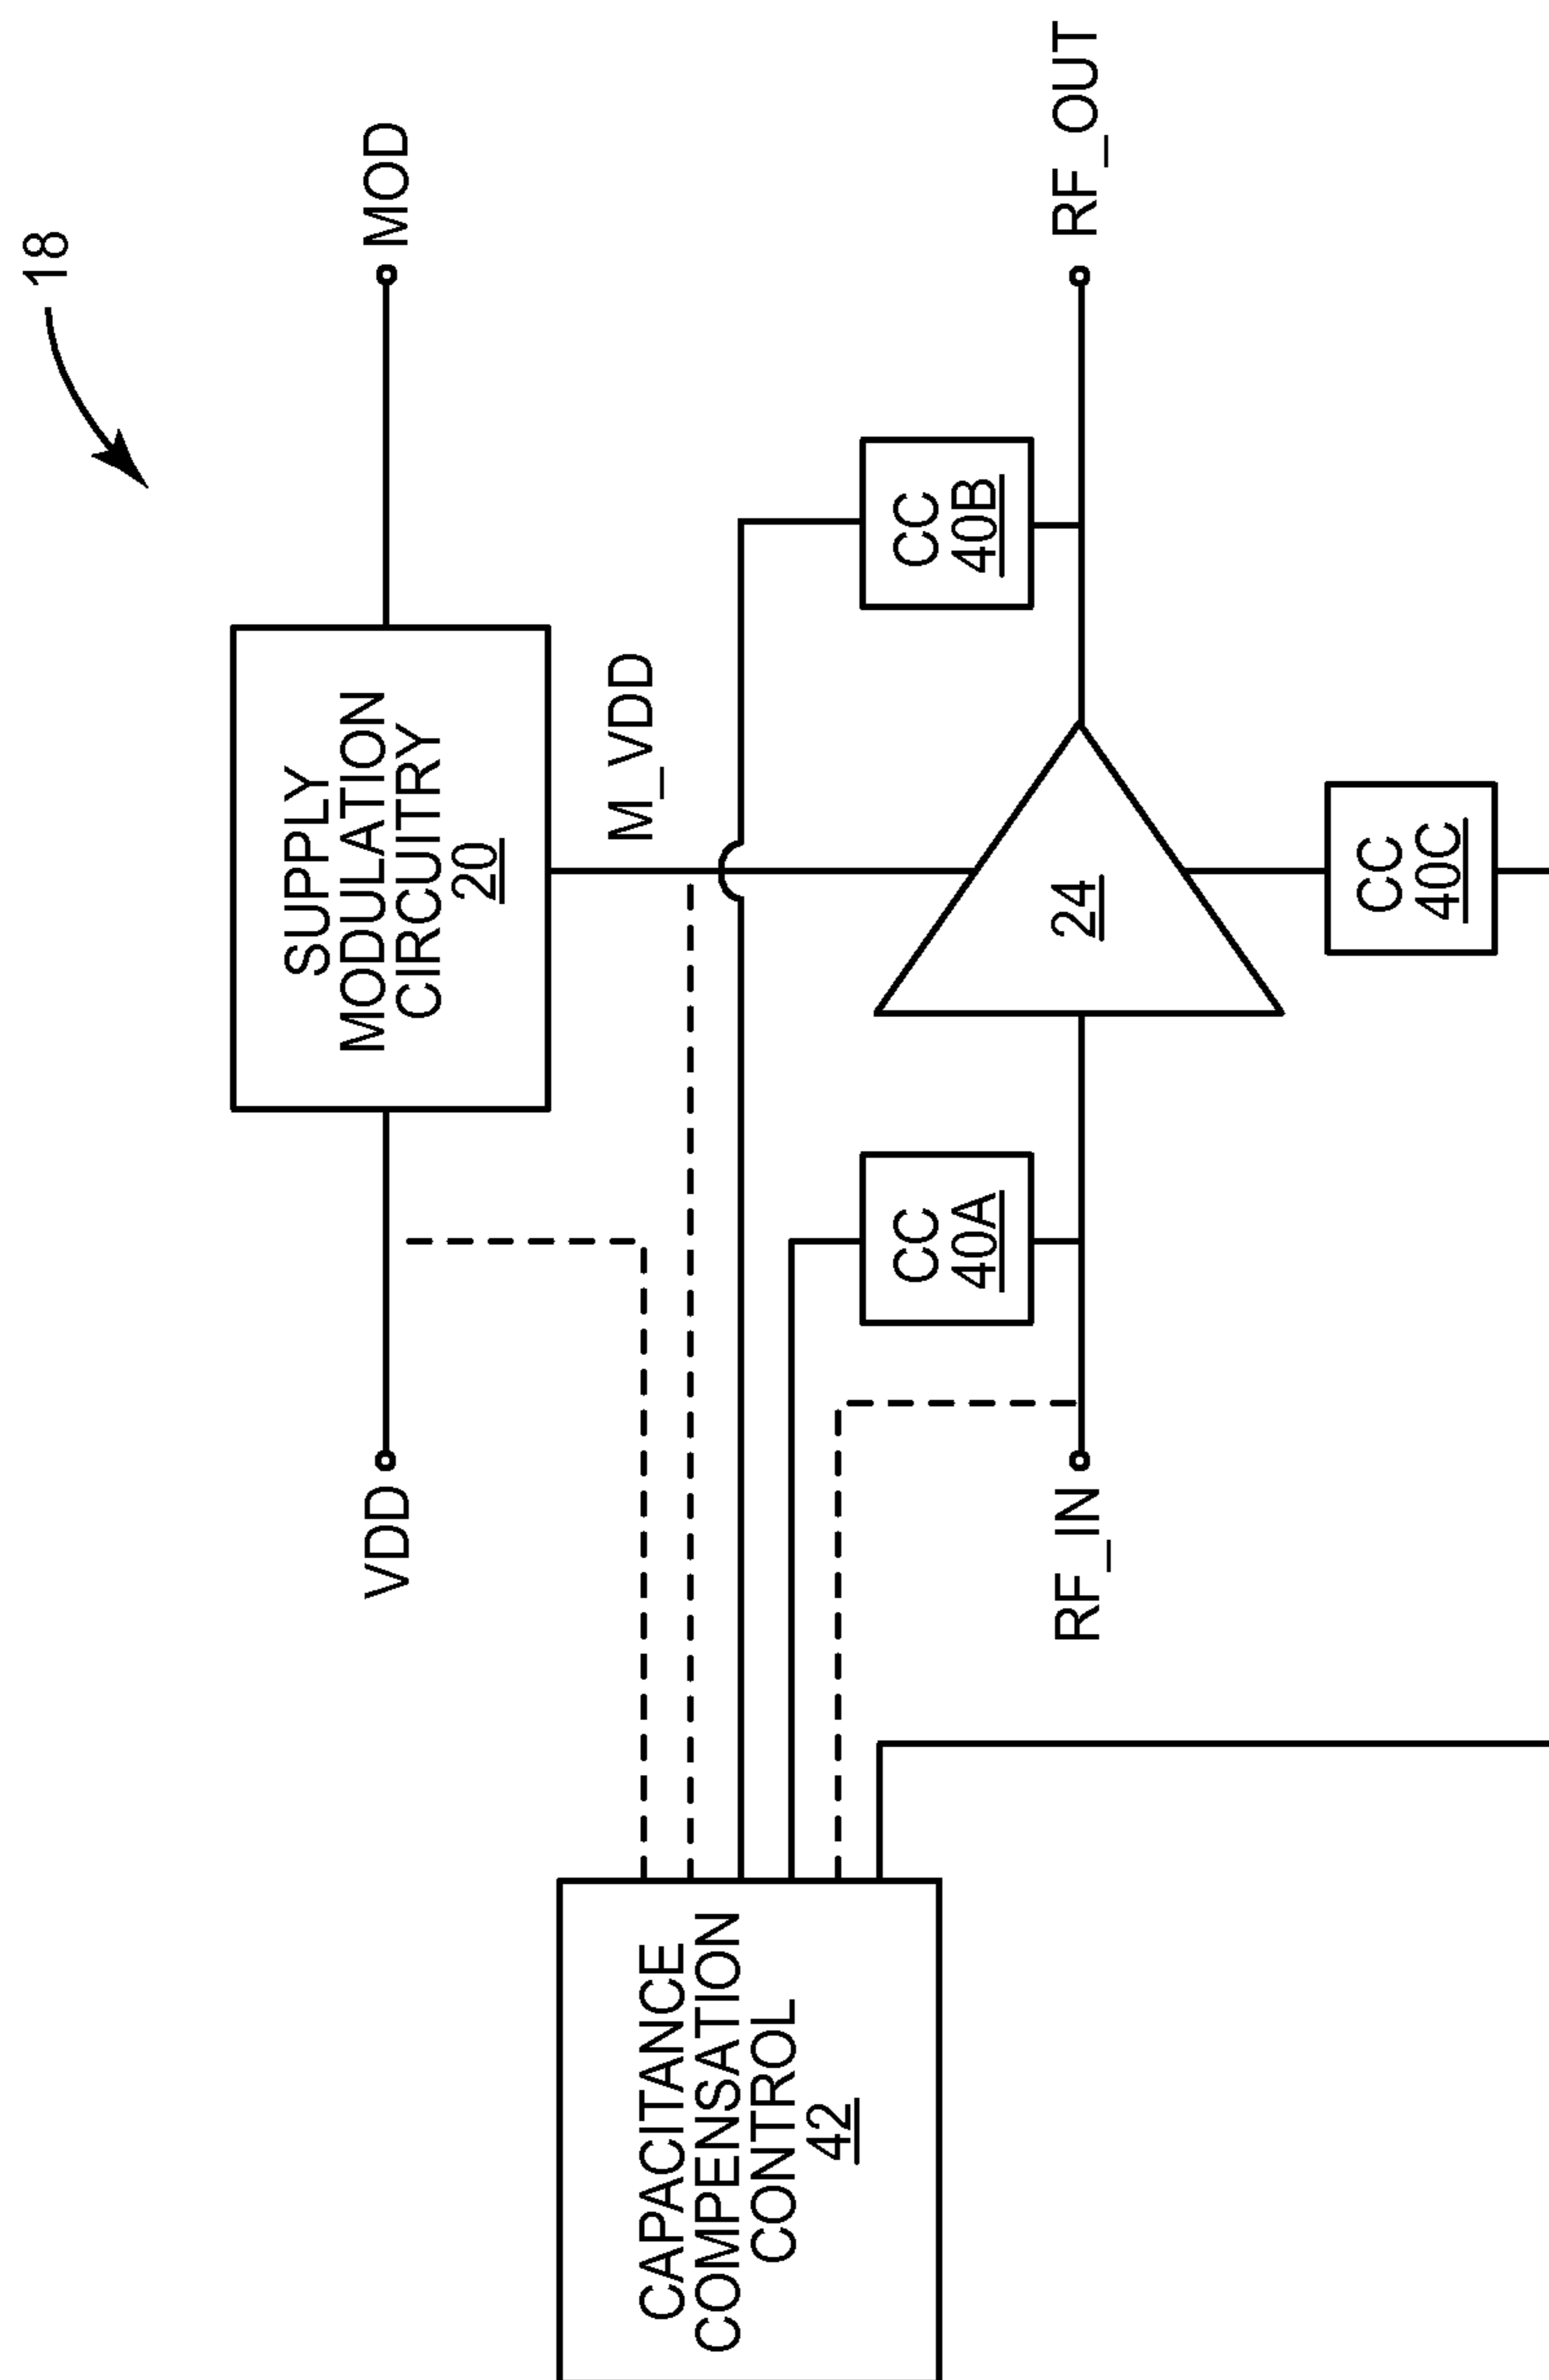 18
SUPPLY
MODULATION
CIRCUITRY
20
VDD
MOD
M_VDD
CAPACITANCE
COMPENSATION
CONTROL
42
CC
40A
CC
40B
RF_IN
24
RF_OUT
CC
40C